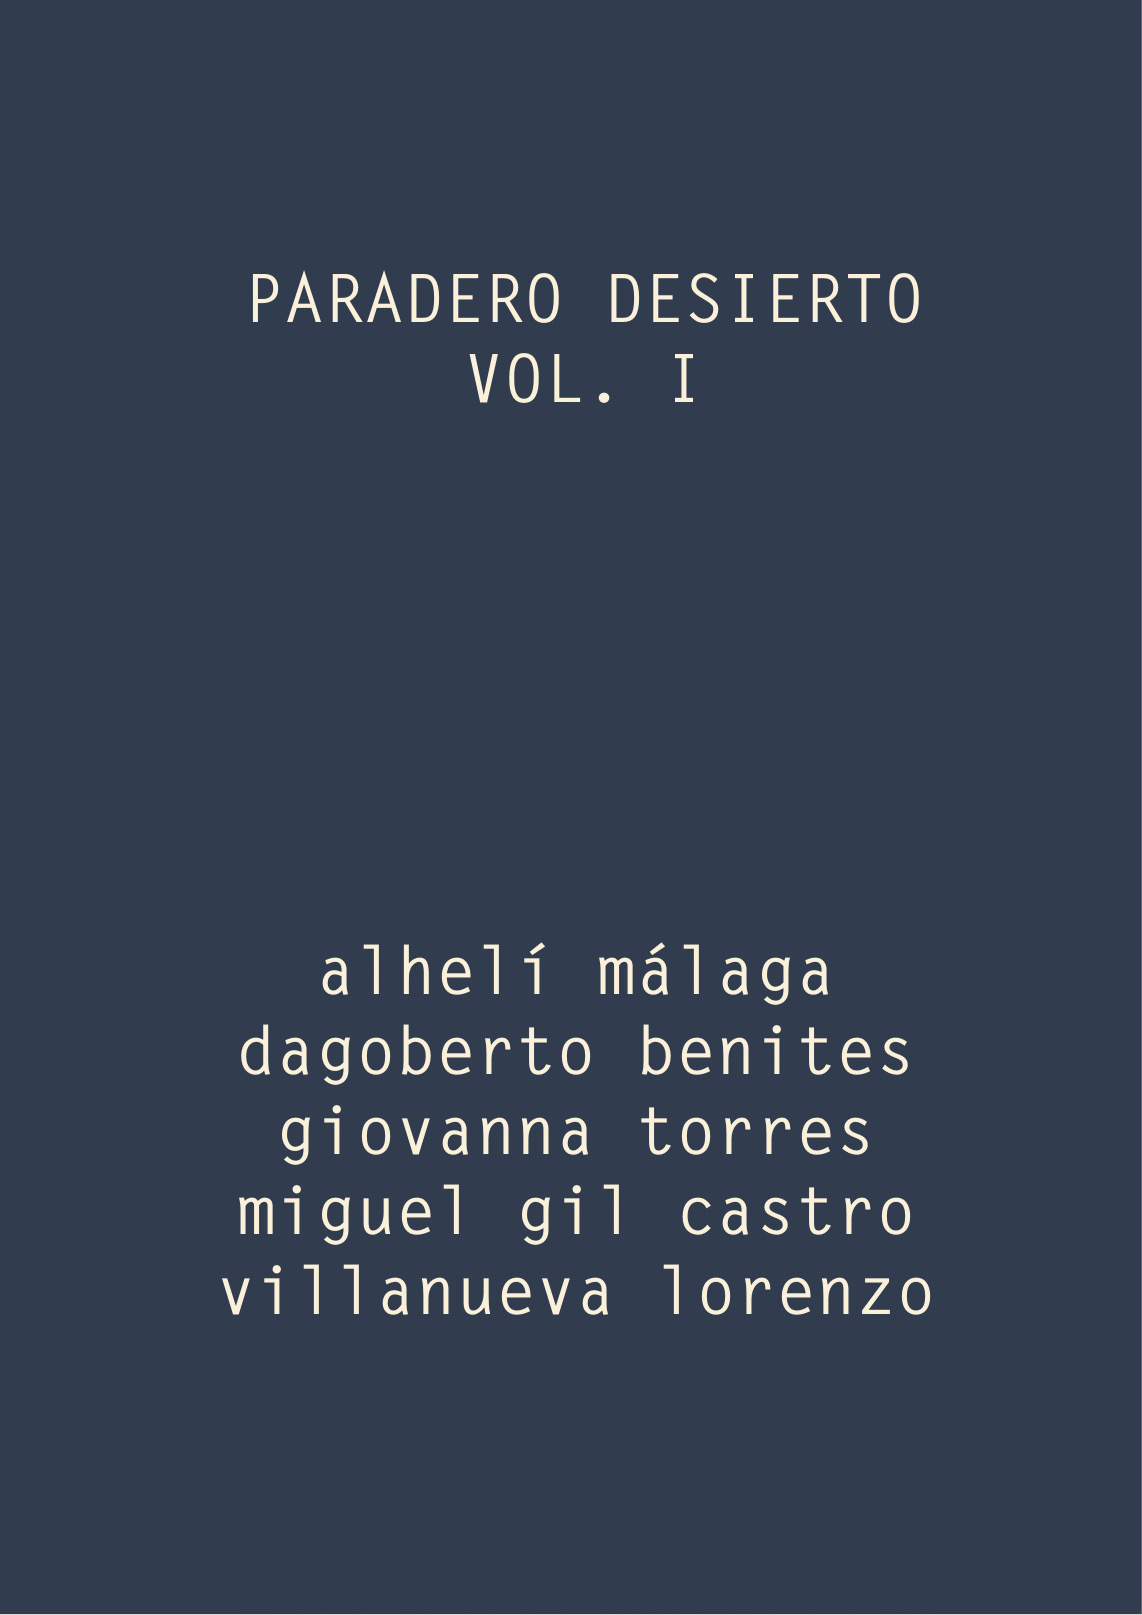 PARADERO DESIERTO
VOL. I
alhelí málaga
dagoberto benites
giovanna torres
miguel gil castro
villanueva lorenzo